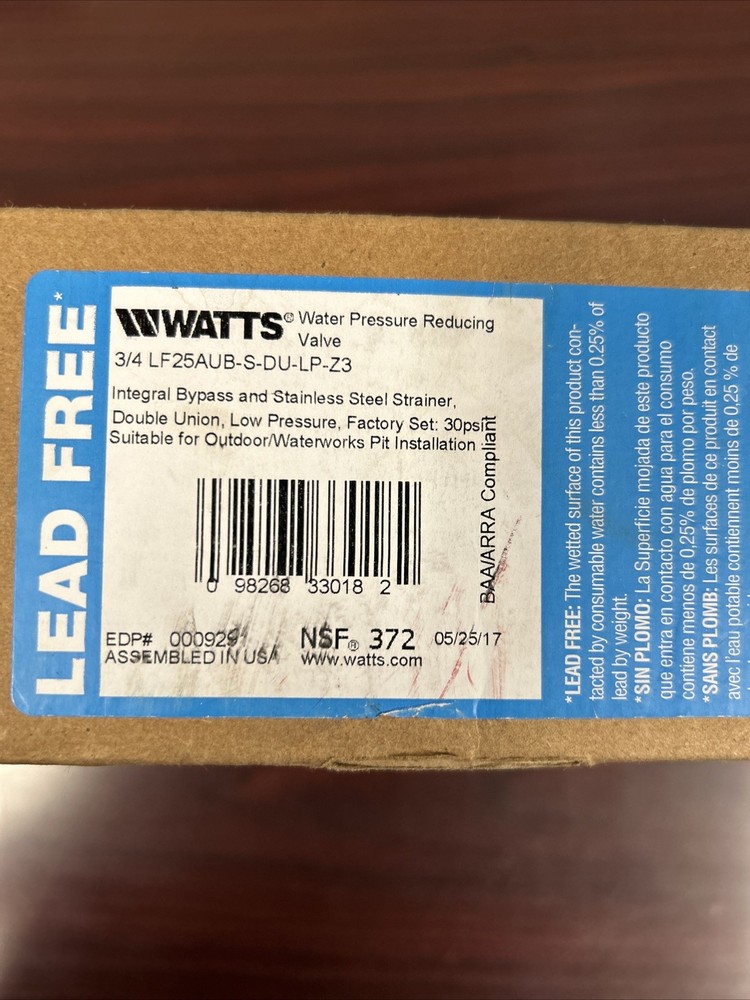 LEAD FREE*
WATTS® Water Pressure Reducing
Valve
3/4 LF25AUB-S-DU-LP-Z3
Integral Bypass and Stainless Steel Strainer,
Double Union, Low Pressure, Factory Set: 30psi
Suitable for Outdoor/Waterworks Pit Installation
BAA/ARRA Compliant
0 98268 33018 2
EDP# 000929
NSF® 372 05/25/17
ASSEMBLED IN USA www.watts.com
*LEAD FREE: The wetted surface of this product con-
tacted by consumable water contains less than 0.25% of
lead by weight.
*SIN PLOMO: La Superficie mojada de este producto
que entra en contacto con agua para el consumo
contiene menos de 0,25% de plomo por peso.
*SANS PLOMB: Les surfaces de ce produit en contact
avec l'eau potable contiennent moins de 0,25 % de